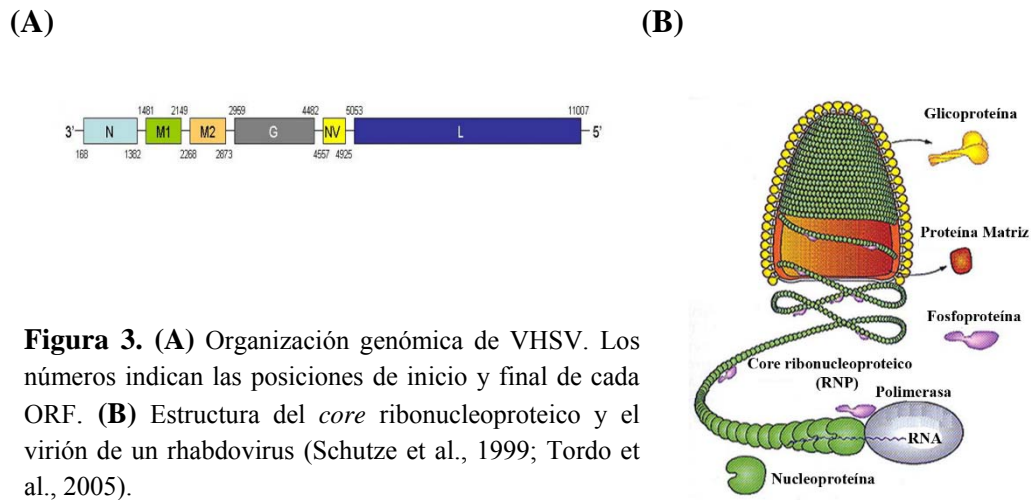 (A)
1481 2149 2959 4482 5053 11007
3' N M1 M2 G NV L 5'
168 1382 2268 2673 4557 4925
Figura 3. (A) Organización genómica de VHSV. Los
números indican las posiciones de inicio y final de cada
ORF. (B) Estructura del core ribonucleoproteico y el
virión de un rhabdovirus (Schutze et al., 1999; Tordo et
al., 2005).
(B)
Glicoproteína
Proteína Matriz
Fosfoproteína
Core ribonucleoproteico
(RNP)
Polimerasa
RNA
Nucleoproteína